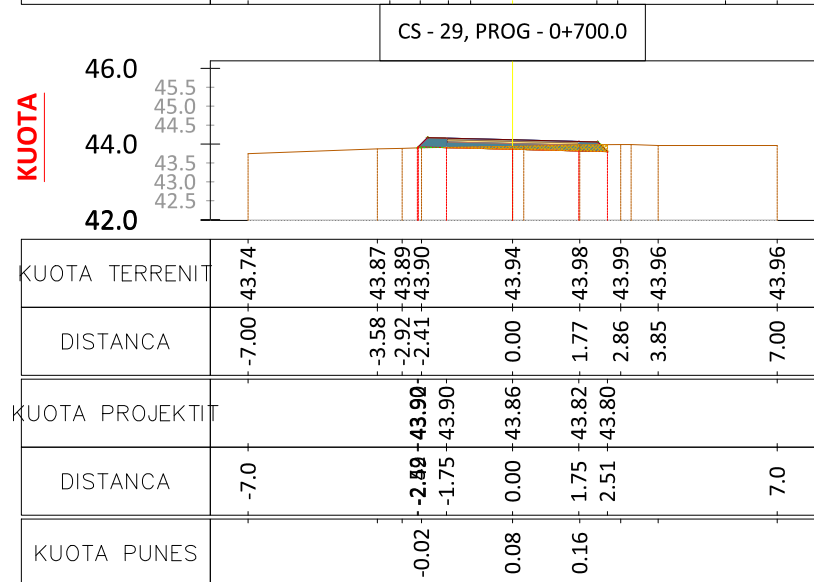 CS - 29, PROG - 0+700.0
KUOTA
46.0
45.5
45.0
44.5
44.0
43.5
43.0
42.5
42.0
KUOTA TERRENIT 43.74 43.87 43.89 43.90 43.94 43.98 43.99 43.96 43.96
DISTANCA -7.00 -3.58 -2.92 -2.41 0.00 1.77 2.86 3.85 7.00
KUOTA PROJEKTIT 43.90 43.86 43.82 43.80
DISTANCA -7.0 -1.75 0.00 1.75 2.51 7.0
KUOTA PUNES -0.02 0.08 0.16